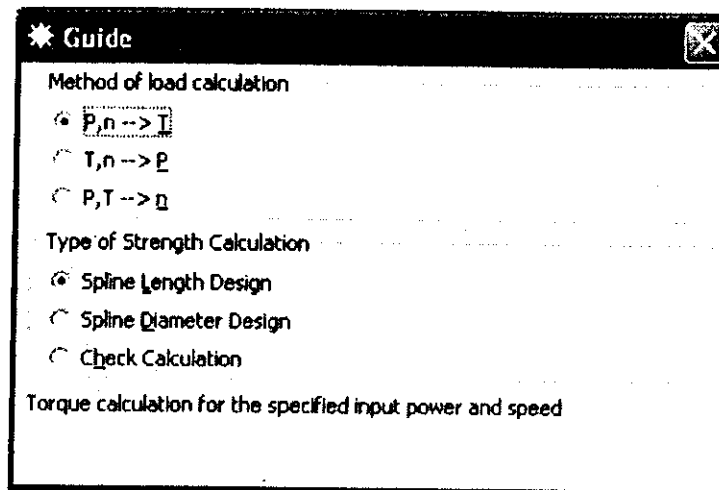 Guide
Method of load calculation
P,n --> T
T,n --> P
P,T --> n
Type of Strength Calculation
Spline Length Design
Spline Diameter Design
Check Calculation
Torque calculation for the specified input power and speed